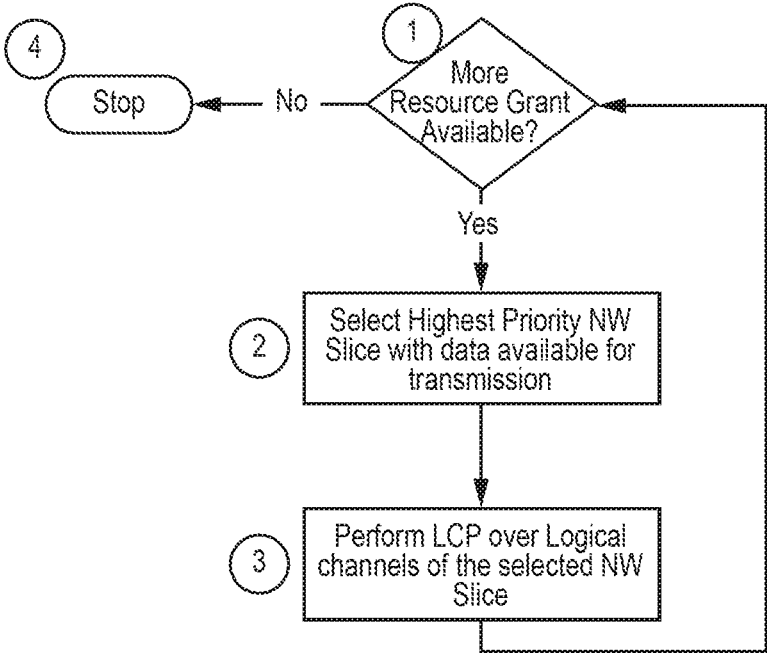 4
1
Stop
No
More
Resource Grant
Available?
Yes
2
Select Highest Priority NW
Slice with data available for
transmission
3
Perform LCP over Logical
channels of the selected NW
Slice